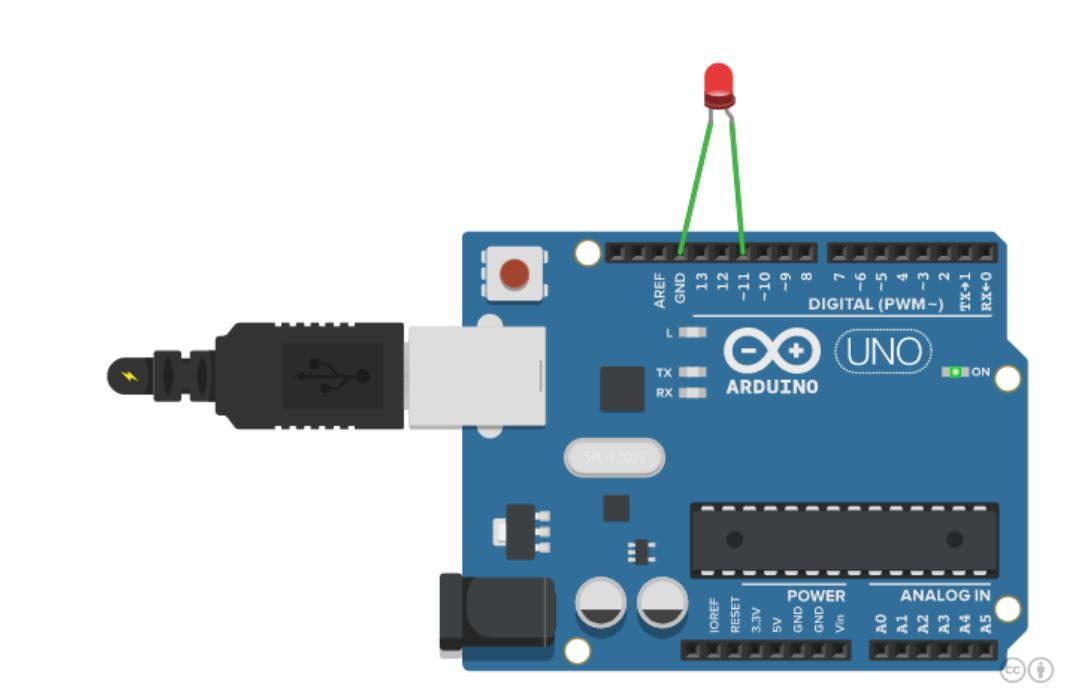 AREF
GND
13
12
~11
~10
~9
8
7
~6
~5
4
~3
2
TX→1
RX←0
DIGITAL (PWM~)
L
TX
RX
ARDUINO
UNO
ON
POWER
ANALOG IN
IOREF
RESET
3.3V
5V
GND
GND
Vin
A0
A1
A2
A3
A4
A5
cc